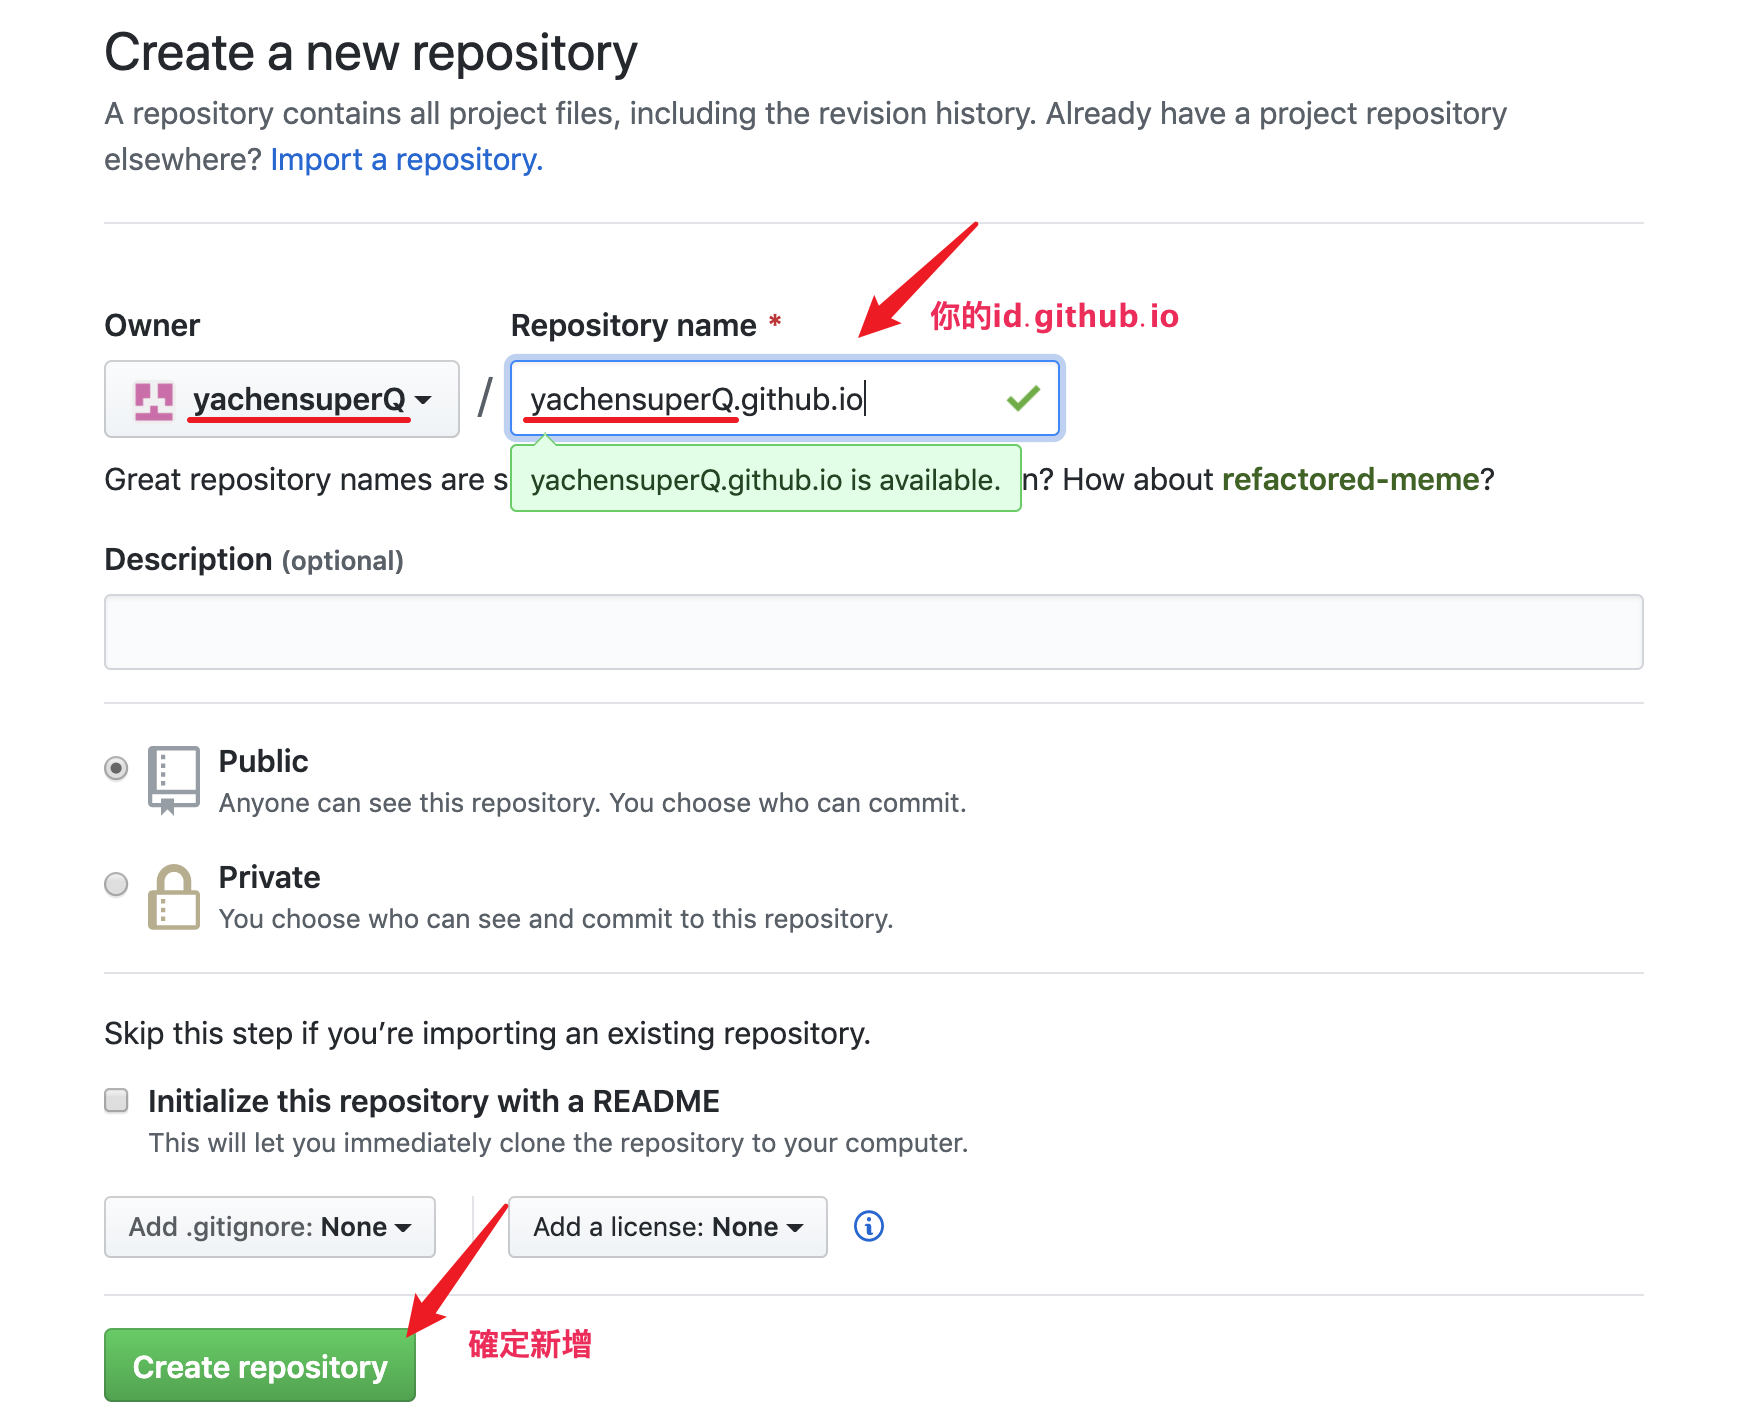 Create a new repository
A repository contains all project files, including the revision history. Already have a project repository
elsewhere? Import a repository.
你的id.github.io
Owner
Repository name *
yachensuperQ / yachensuperQ.github.io
Great repository names are s
yachensuperQ.github.io is available.
n? How about refactored-meme?
Description (optional)
Public
Anyone can see this repository. You choose who can commit.
Private
You choose who can see and commit to this repository.
Skip this step if you’re importing an existing repository.
Initialize this repository with a README
This will let you immediately clone the repository to your computer.
Add .gitignore: None
Add a license: None
確定新增
Create repository